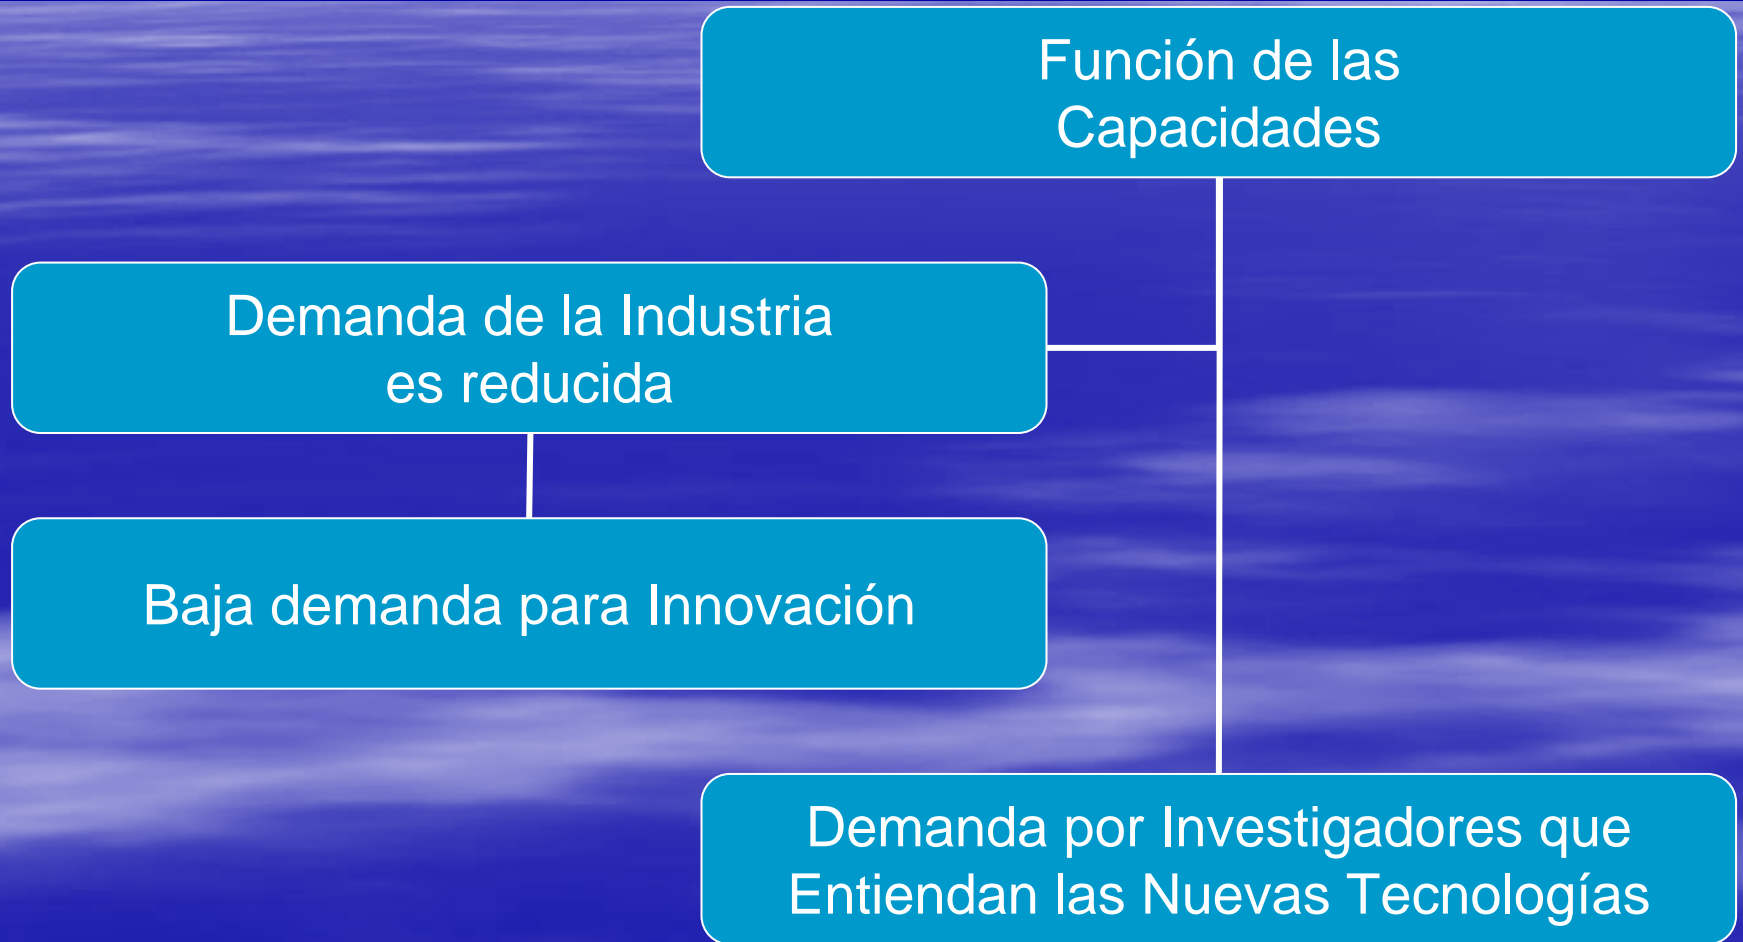 Función de las
Capacidades
Demanda de la Industria
es reducida
Baja demanda para Innovación
Demanda por Investigadores que
Entiendan las Nuevas Tecnologías